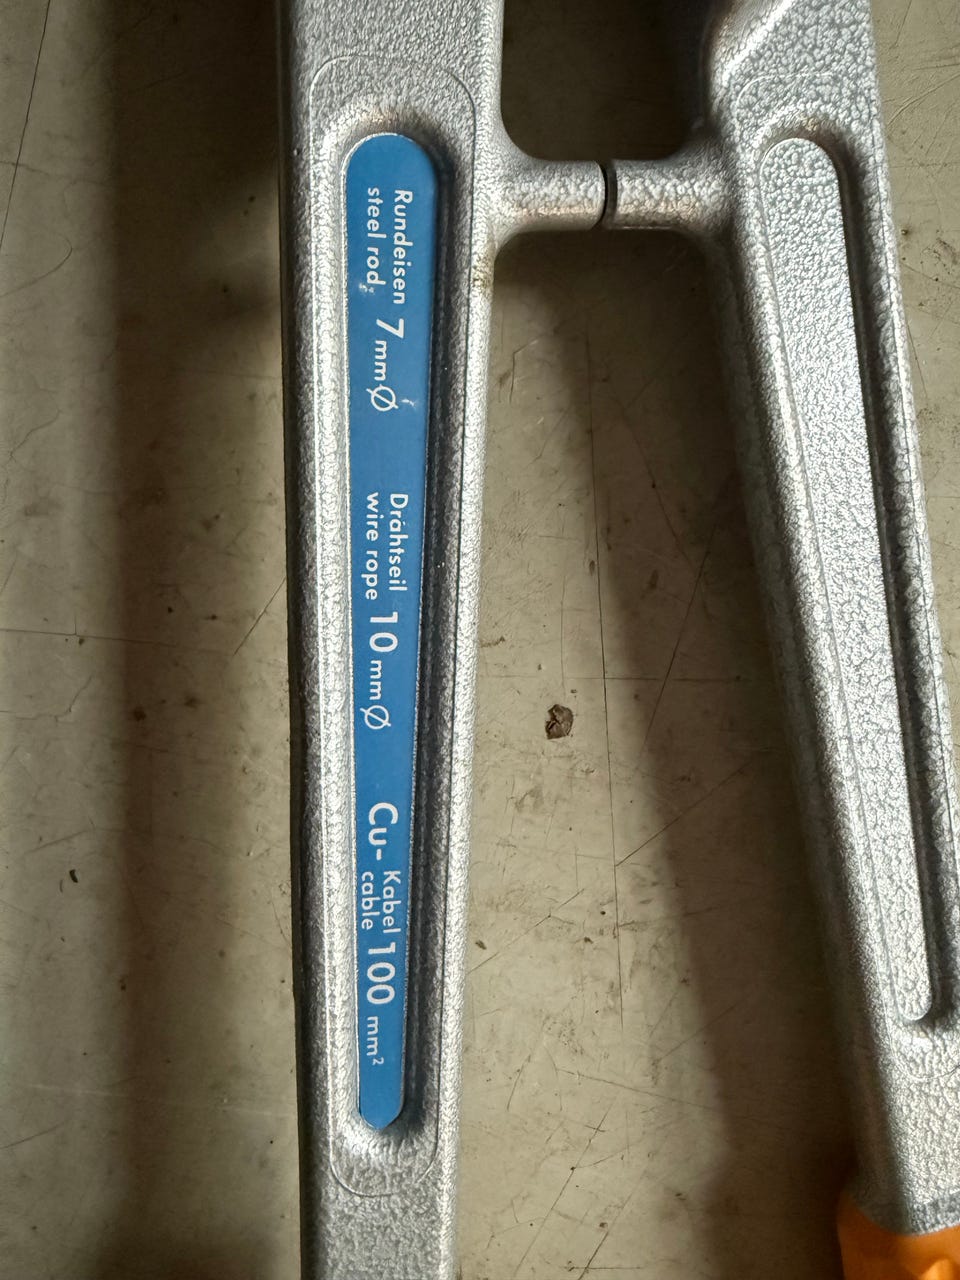 Rundeisen
steel rod
7 mm Ø
Drahtseil
wire rope
10 mm Ø
Cu-
Kabel
cable
100 mm²